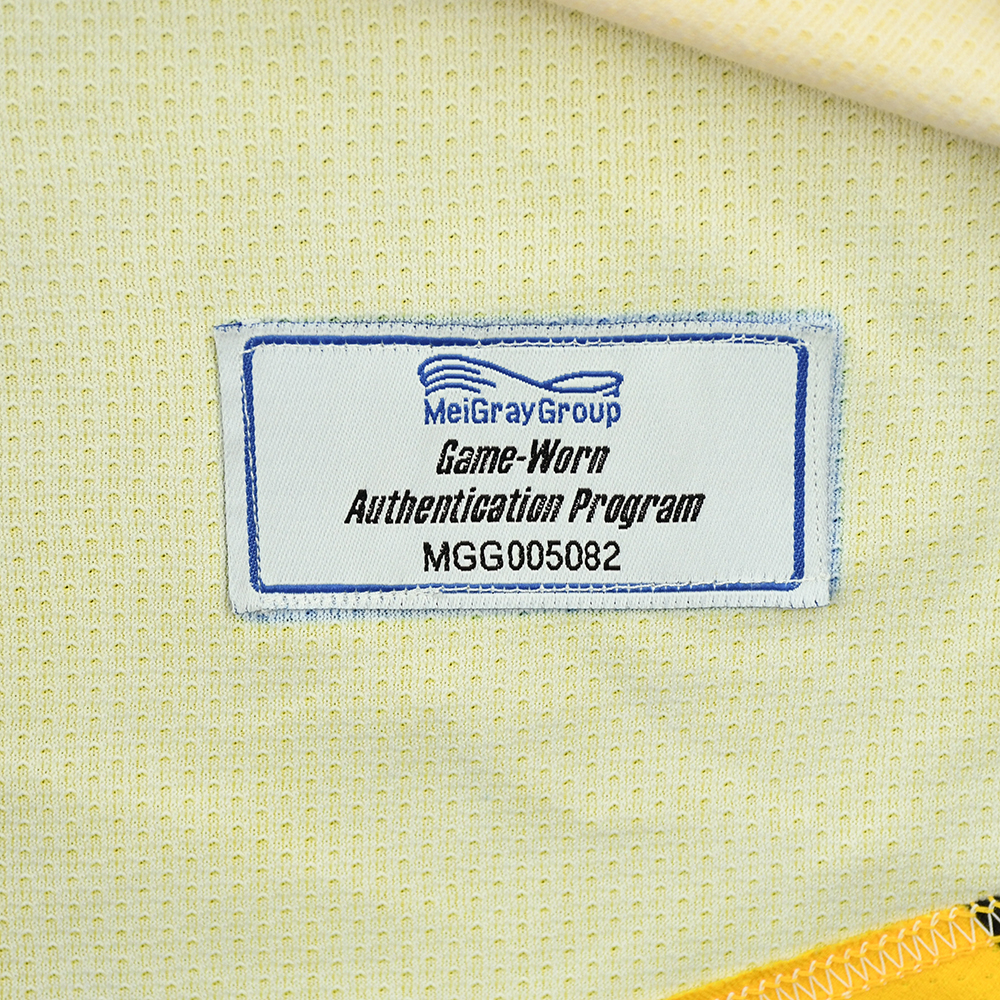 MeiGrayGroup
Game-Worn
Authentication Program
MGG005082